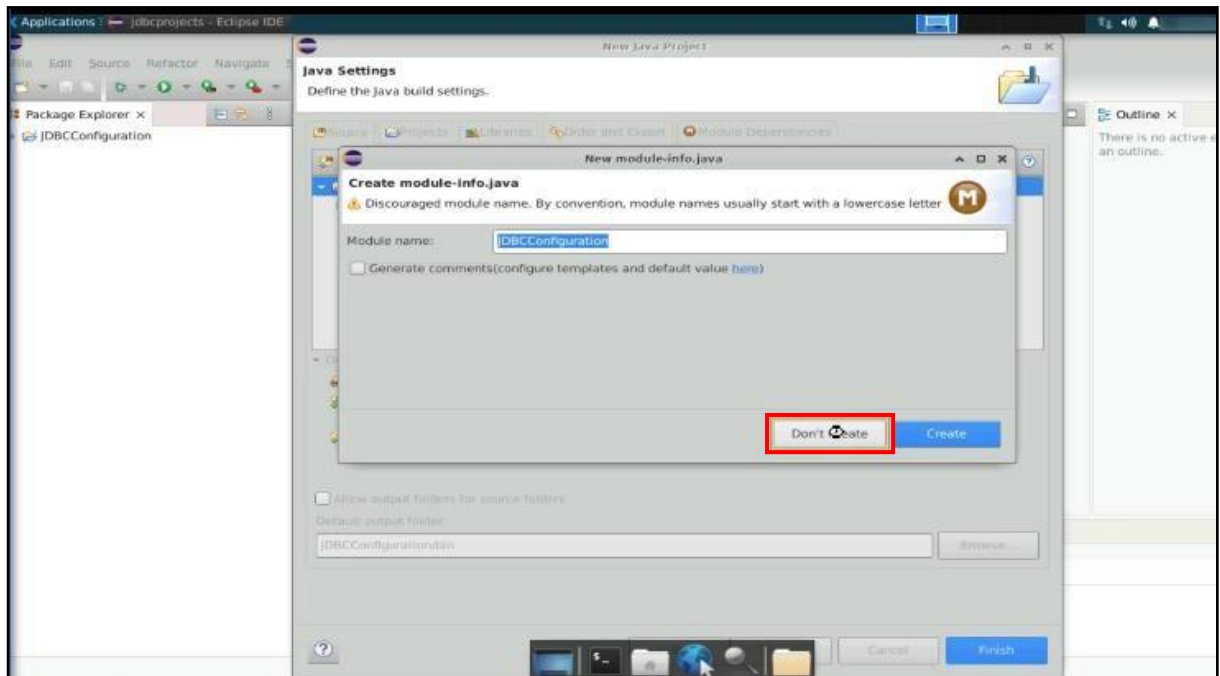 Applications : jdbcprojects - Eclipse IDE
New Java Project
File Edit Source Refactor Navigate
Java Settings
Define the Java build settings.
Package Explorer ×
Outline ×
JDBCConfiguration
There is no active e
an outline.
Source Projects Libraries Order and Export Module Dependencies
New module-info.java
Create module-info.java
Discouraged module name. By convention, module names usually start with a lowercase letter
M
Module name: JDBCConfiguration
Generate comments(configure templates and default value here)
Don't Create
Create
Allow output folders for source folders
Default output folder:
JDBCConfiguration/bin
Browse...
Cancel
Finish